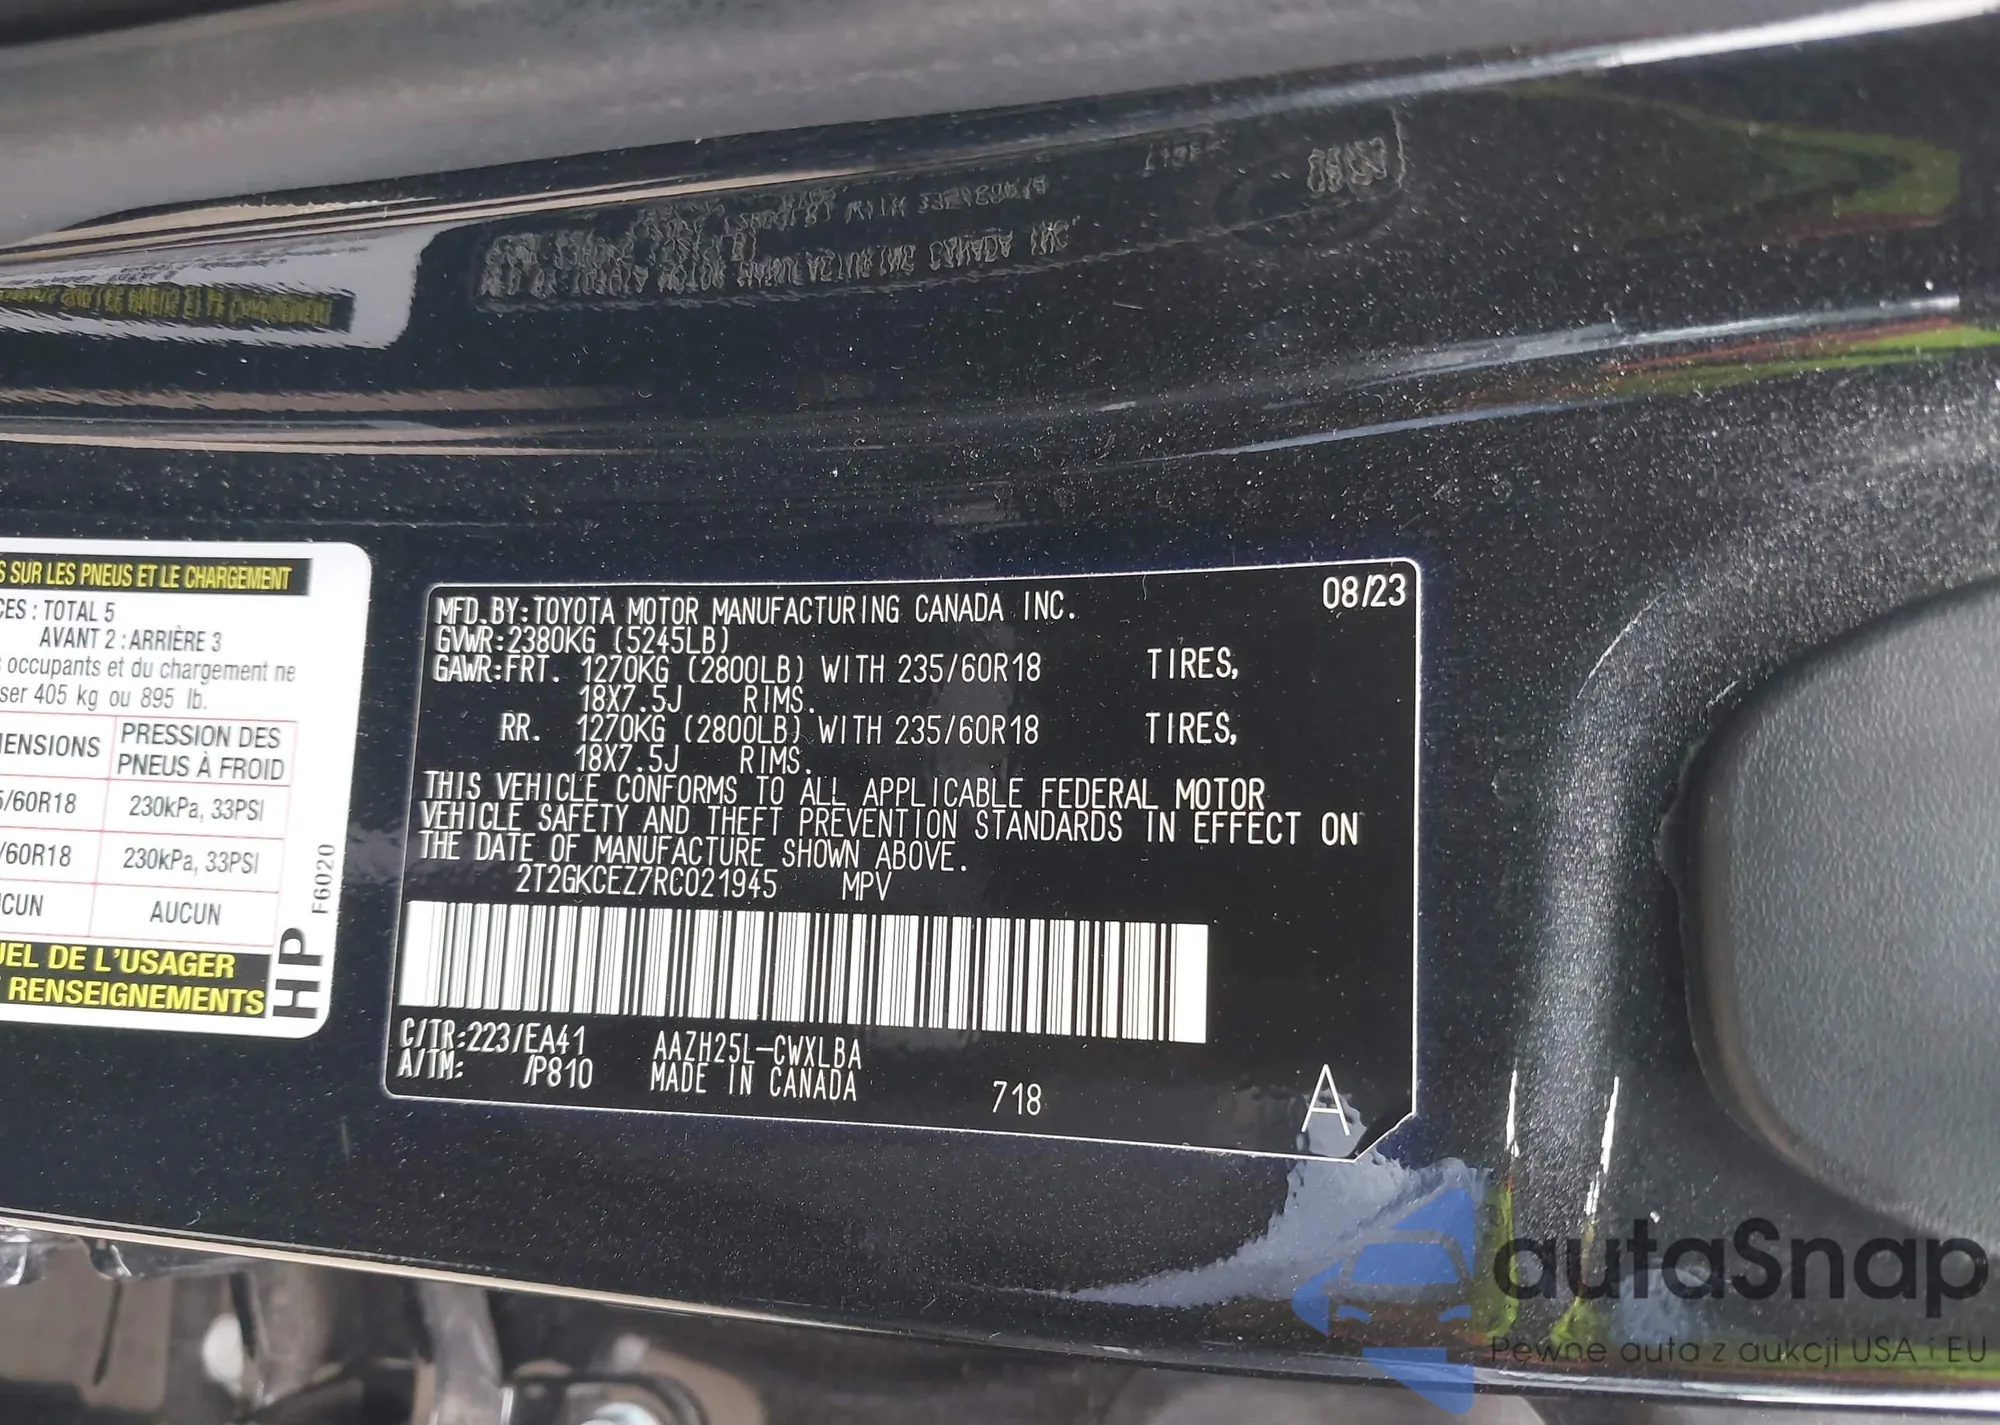 S SUR LES PNEUS ET LE CHARGEMENT
CES : TOTAL 5
AVANT 2 : ARRIÈRE 3
occupants et du chargement ne
ser 405 kg ou 895 lb.
PRESSION DES
ENSIONS PNEUS À FROID
/60R18 230kPa, 33PSI
/60R18 230kPa, 33PSI
CUN AUCUN
UEL DE L'USAGER
RENSEIGNEMENTS
HP F6020
08/23
MFD.BY:TOYOTA MOTOR MANUFACTURING CANADA INC.
GVWR:2380KG (5245LB)
GAWR:FRT. 1270KG (2800LB) WITH 235/60R18 TIRES,
18X7.5J RIMS.
RR. 1270KG (2800LB) WITH 235/60R18 TIRES,
18X7.5J RIMS.
THIS VEHICLE CONFORMS TO ALL APPLICABLE FEDERAL MOTOR
VEHICLE SAFETY AND THEFT PREVENTION STANDARDS IN EFFECT ON
THE DATE OF MANUFACTURE SHOWN ABOVE.
2T2GKCEZ7RC021945 MPV
C/TR:223/EA41 AAZH25L-CWXLBA
A/TM: /P810 MADE IN CANADA 718 A
autaSnap
Pewne auta z aukcji USA i EU